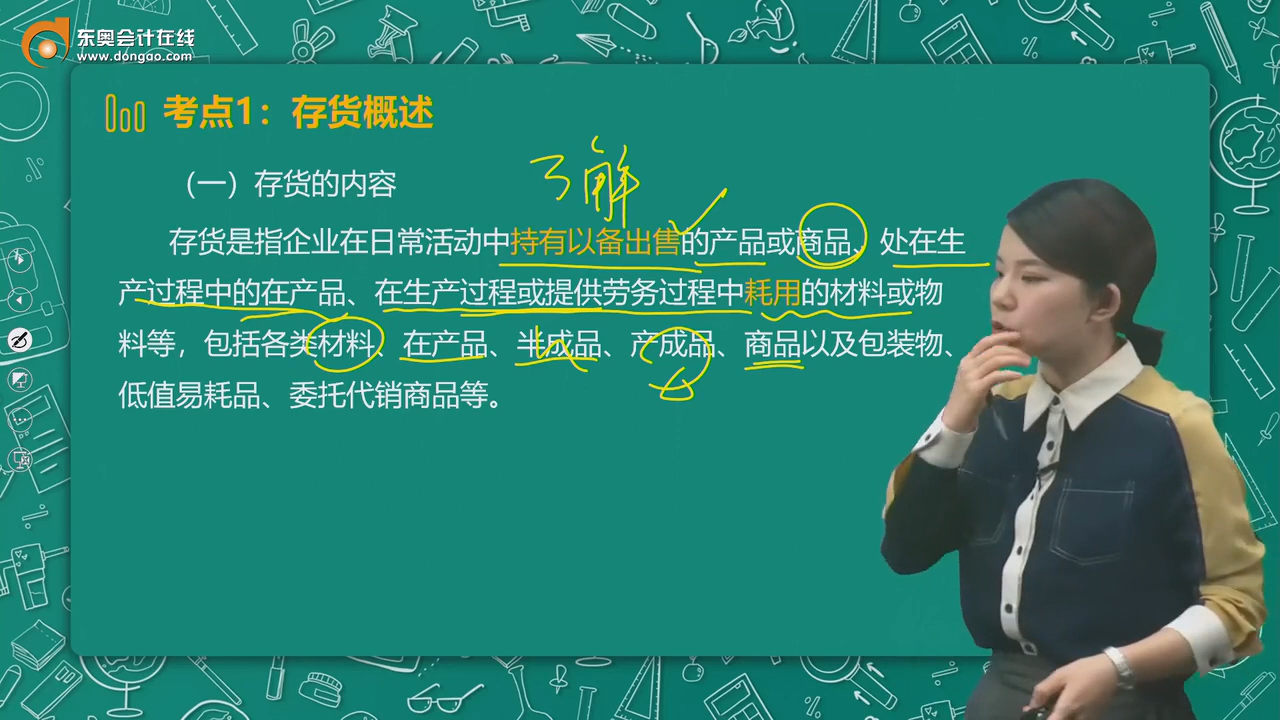 东奥会计在线
www.dongao.com
考点1：存货概述
（一）存货的内容
了解
存货是指企业在日常活动中持有以备出售的产品或商品、处在生
产过程中的在产品、在生产过程或提供劳务过程中耗用的材料或物
料等，包括各类材料、在产品、半成品、产成品、商品以及包装物、
低值易耗品、委托代销商品等。